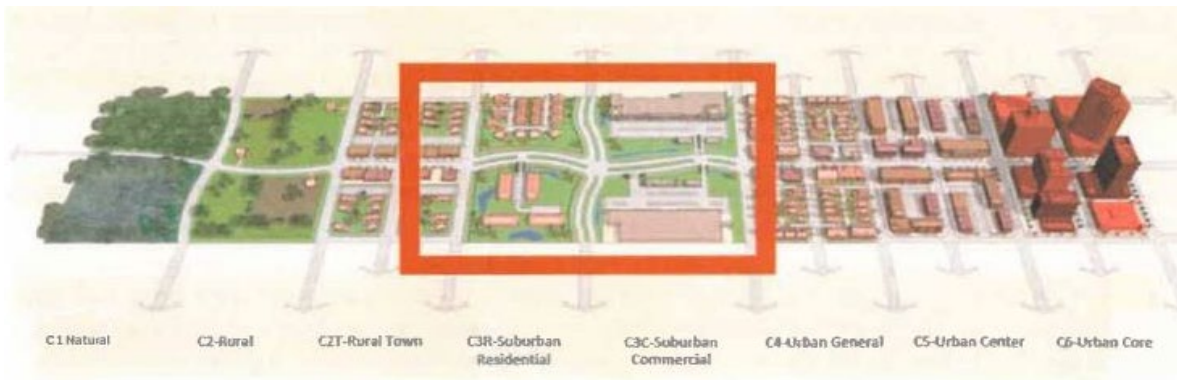 C1 Natural
C2-Rural
C2T-Rural Town
C3R-Suburban
Residential
C3C-Suburban
Commercial
C4-Urban General
C5-Urban Center
C6-Urban Core